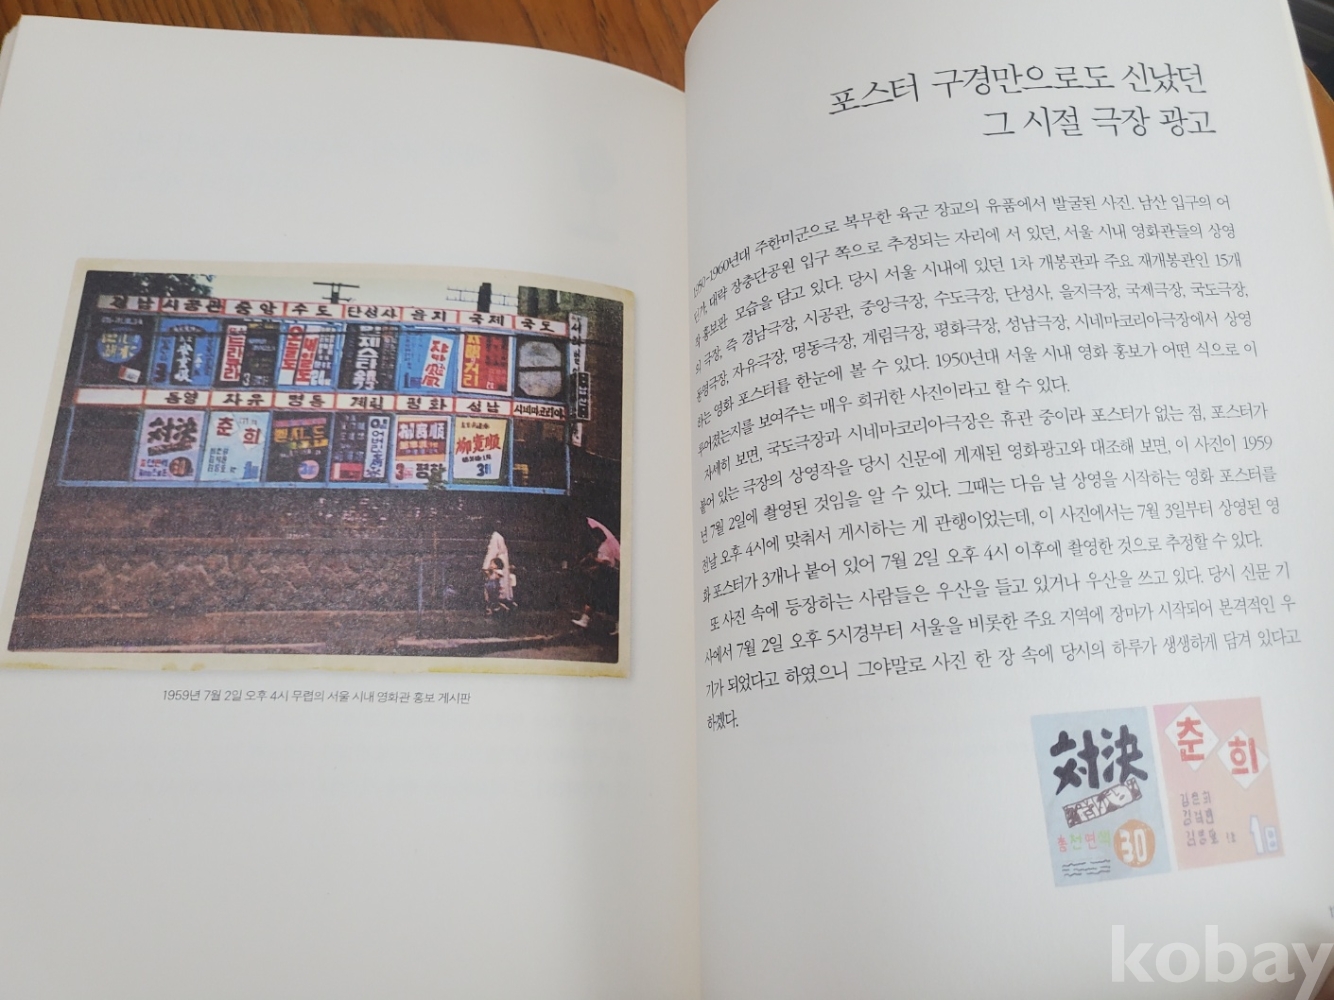 경남 시공관 중앙 수도 단성사 을지 국제 국도
동영 자유 명동 계림 평화 성남 시네마코리아
対決
30
春
희
柳寬順
평화
柳寬順
1959년 7월 2일 오후 4시 무렵의 서울 시내 영화관 홍보 게시판
포스터 구경만으로도 신났던
그 시절 극장 광고
1950-1960년대 주한미군으로 복무한 육군 장교의 유품에서 발굴된 사진. 남산 입구의 어
딘가, 대략 장충단공원 입구 쪽으로 추정되는 자리에 서 있던, 서울 시내 영화관들의 상영
작 홍보판 모습을 담고 있다. 당시 서울 시내에 있던 1차 개봉관과 주요 재개봉관인 15개
의 극장, 즉 경남극장, 시공관, 중앙극장, 수도극장, 단성사, 을지극장, 국제극장, 국도극장,
동영극장, 자유극장, 명동극장, 계림극장, 평화극장, 성남극장, 시네마코리아극장에서 상영
하는 영화 포스터를 한눈에 볼 수 있다. 1950년대 서울 시내 영화 홍보가 어떤 식으로 이
루어졌는지를 보여주는 매우 희귀한 사진이라고 할 수 있다.
자세히 보면, 국도극장과 시네마코리아극장은 휴관 중이라 포스터가 없는 점, 포스터가
붙어 있는 극장의 상영작을 당시 신문에 게재된 영화광고와 대조해 보면, 이 사진이 1959
년 7월 2일에 촬영된 것임을 알 수 있다. 그때는 다음 날 상영을 시작하는 영화 포스터를
전날 오후 4시에 맞춰서 게시하는 게 관행이었는데, 이 사진에서는 7월 3일부터 상영된 영
화 포스터가 3개나 붙어 있어 7월 2일 오후 4시 이후에 촬영한 것으로 추정할 수 있다.
또 사진 속에 등장하는 사람들은 우산을 들고 있거나 우산을 쓰고 있다. 당시 신문 기
사에서 7월 2일 오후 5시경부터 서울을 비롯한 주요 지역에 장마가 시작되어 본격적인 우
기가 되었다고 하였으니 그야말로 사진 한 장 속에 당시의 하루가 생생하게 담겨 있다고
하겠다.
対決
총천연색
30
춘
희
1日
kobay